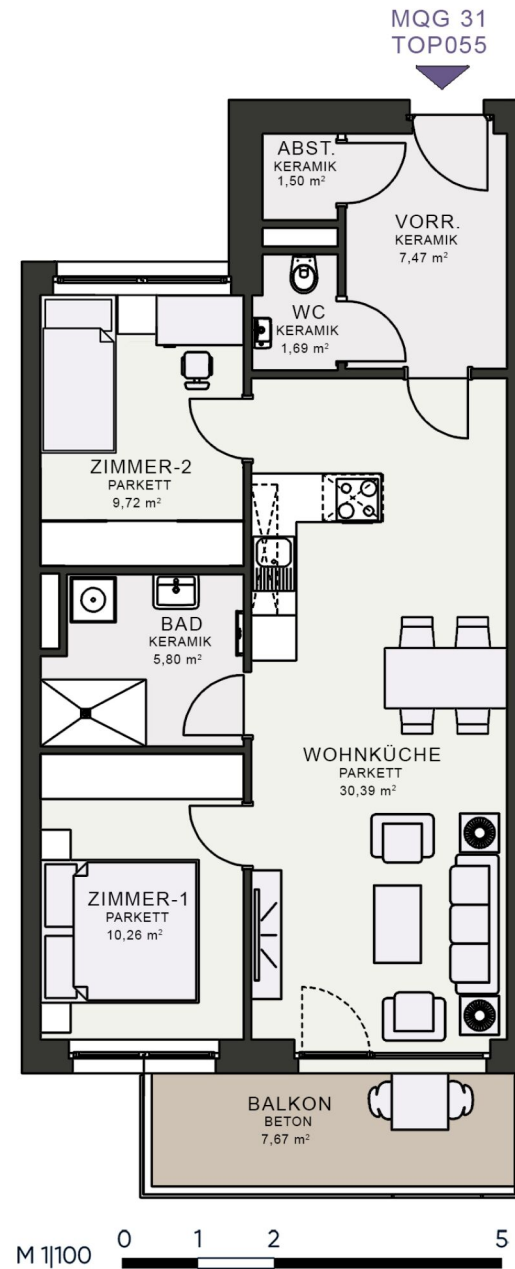 MQG 31
TOP055
ABST.
KERAMIK
1,50 m²
VORR.
KERAMIK
7,47 m²
WC
KERAMIK
1,69 m²
ZIMMER-2
PARKETT
9,72 m²
BAD
KERAMIK
5,80 m²
WOHNKÜCHE
PARKETT
30,39 m²
ZIMMER-1
PARKETT
10,26 m²
BALKON
BETON
7,67 m²
M 1|100
0 1 2 5